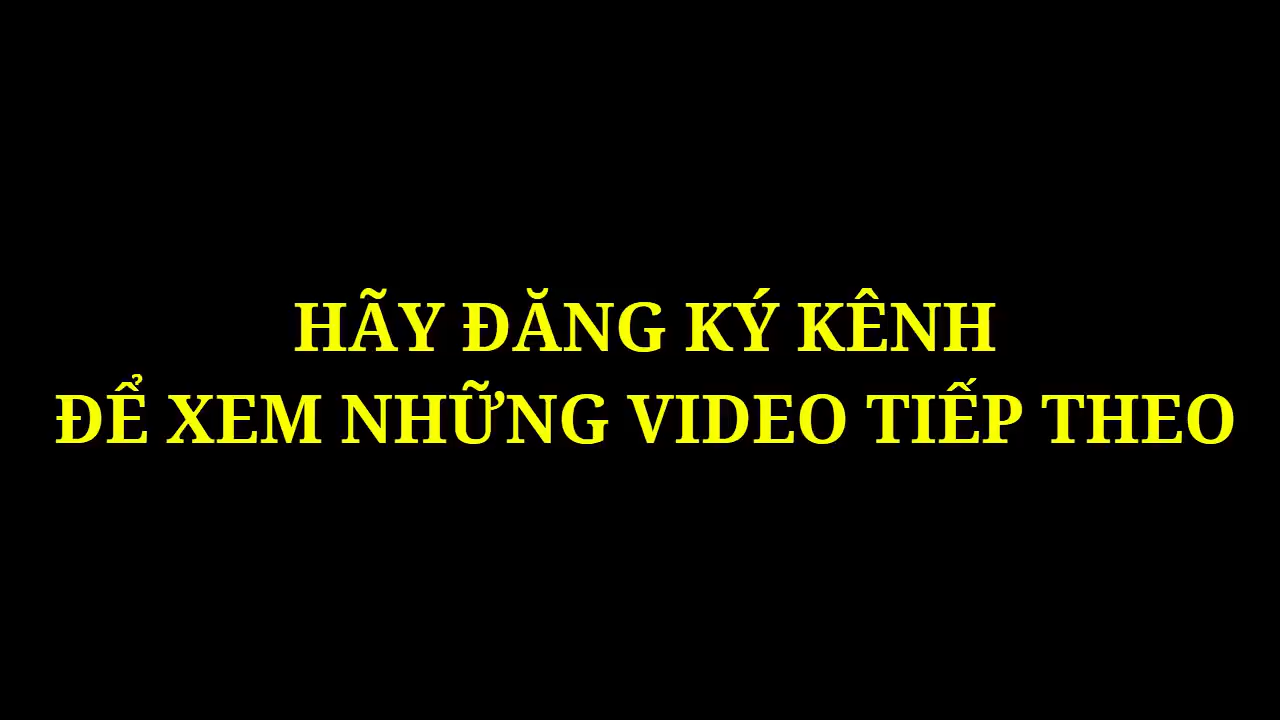 HÃY ĐĂNG KÝ KÊNH
ĐỂ XEM NHỮNG VIDEO TIẾP THEO